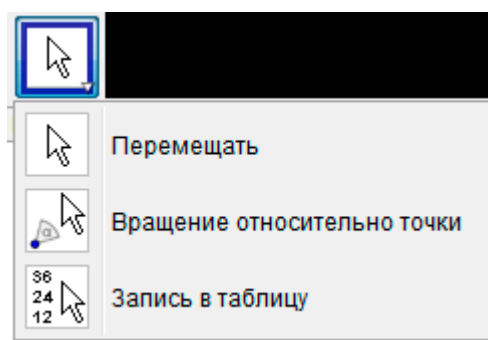 Перемещать
α
Вращение относительно точки
36
24
12
Запись в таблицу